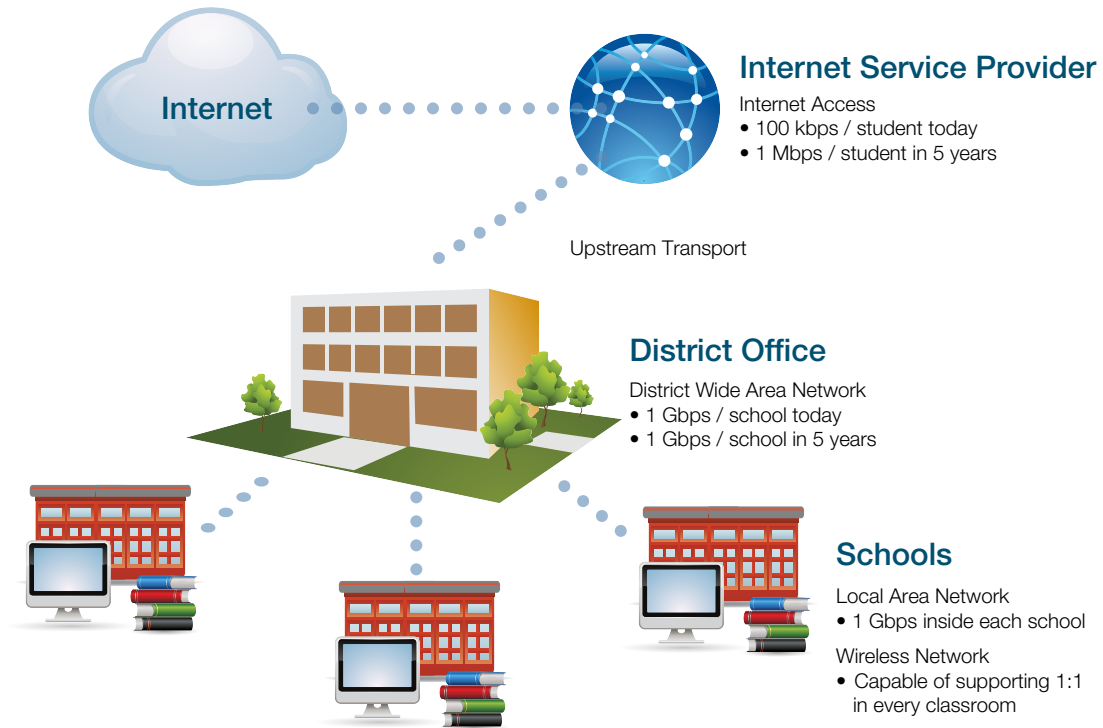 Internet
Internet Service Provider
Internet Access
• 100 kbps / student today
• 1 Mbps / student in 5 years
Upstream Transport
District Office
District Wide Area Network
• 1 Gbps / school today
• 1 Gbps / school in 5 years
Schools
Local Area Network
• 1 Gbps inside each school
Wireless Network
• Capable of supporting 1:1
in every classroom